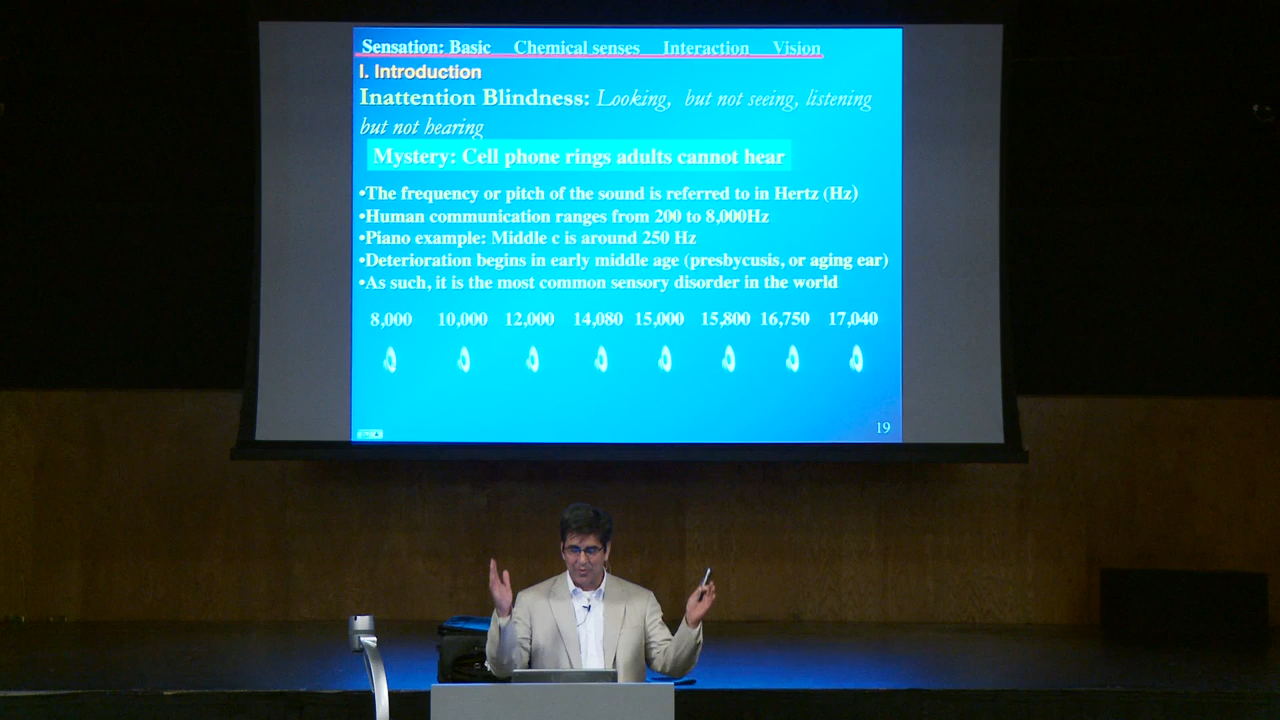 Sensation: Basic Chemical senses Interaction Vision
I. Introduction
Inattention Blindness: Looking, but not seeing, listening
but not hearing
Mystery: Cell phone rings adults cannot hear
•The frequency or pitch of the sound is referred to in Hertz (Hz)
•Human communication ranges from 200 to 8,000Hz
•Piano example: Middle c is around 250 Hz
•Deterioration begins in early middle age (presbycusis, or aging ear)
•As such, it is the most common sensory disorder in the world
8,000 10,000 12,000 14,080 15,000 15,800 16,750 17,040
19